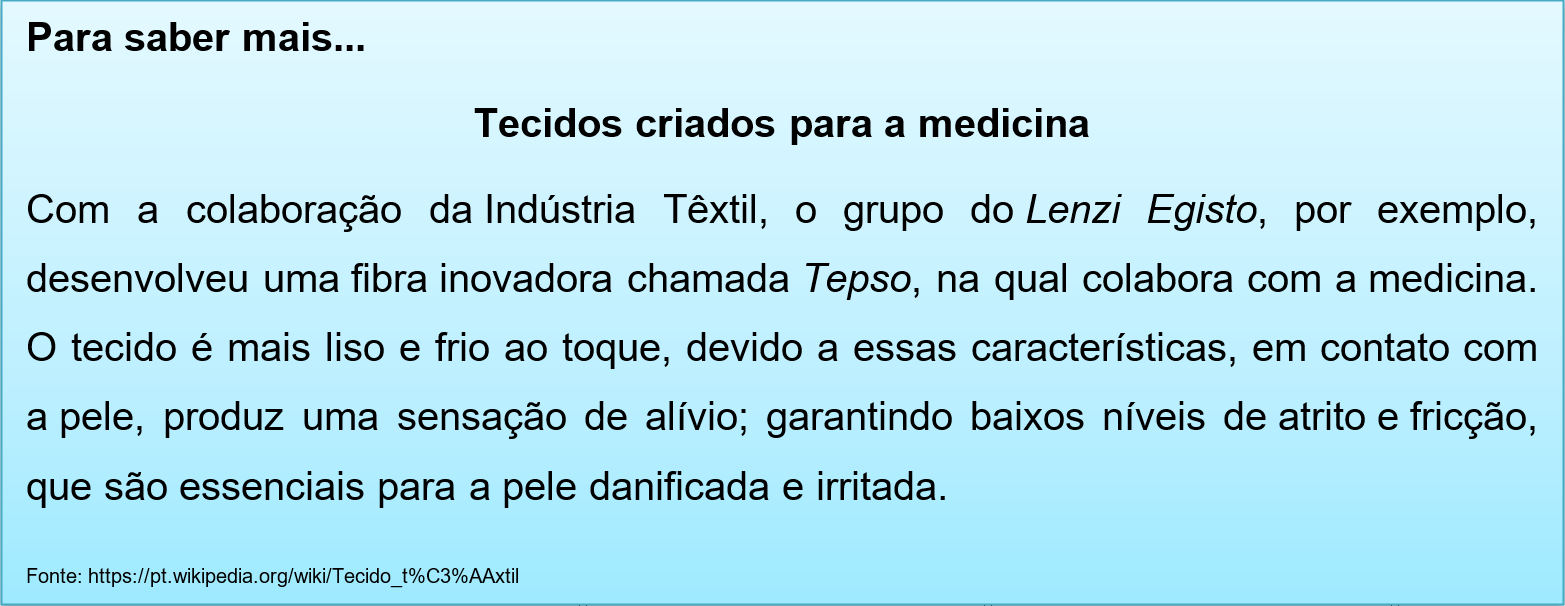 Para saber mais...
Tecidos criados para a medicina
Com a colaboração da Indústria Têxtil, o grupo do Lenzi Egisto, por exemplo,
desenvolveu uma fibra inovadora chamada Tepso, na qual colabora com a medicina.
O tecido é mais liso e frio ao toque, devido a essas características, em contato com
a pele, produz uma sensação de alívio; garantindo baixos níveis de atrito e fricção,
que são essenciais para a pele danificada e irritada.
Fonte: https://pt.wikipedia.org/wiki/Tecido_t%C3%AAxtil